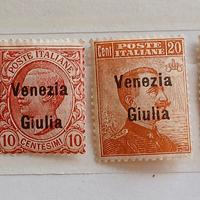 POSTE ITALIANE
Venezia
Giulia
10 CENTESIMI 10
Cent POSTE ITALIANE 20
Venezia
Giulia